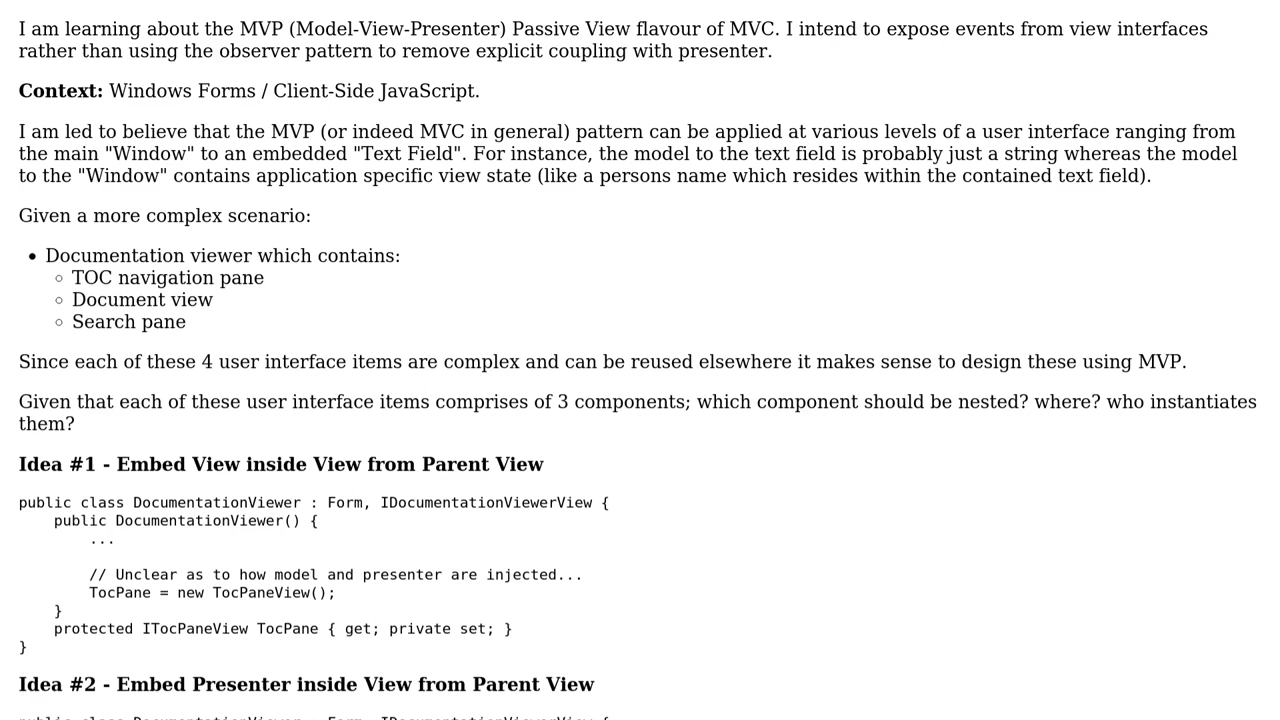 I am learning about the MVP (Model-View-Presenter) Passive View flavour of MVC. I intend to expose events from view interfaces
rather than using the observer pattern to remove explicit coupling with presenter.
Context: Windows Forms / Client-Side JavaScript.
I am led to believe that the MVP (or indeed MVC in general) pattern can be applied at various levels of a user interface ranging from
the main "Window" to an embedded "Text Field". For instance, the model to the text field is probably just a string whereas the model
to the "Window" contains application specific view state (like a persons name which resides within the contained text field).
Given a more complex scenario:
• Documentation viewer which contains:
◦ TOC navigation pane
◦ Document view
◦ Search pane
Since each of these 4 user interface items are complex and can be reused elsewhere it makes sense to design these using MVP.
Given that each of these user interface items comprises of 3 components; which component should be nested? where? who instantiates
them?
Idea #1 - Embed View inside View from Parent View
public class DocumentationViewer : Form, IDocumentationViewerView {
    public DocumentationViewer() {
        ...
        // Unclear as to how model and presenter are injected...
        TocPane = new TocPaneView();
    }
    protected ITocPaneView TocPane { get; private set; }
}
Idea #2 - Embed Presenter inside View from Parent View
public class DocumentationViewer : Form, IDocumentationViewerView {